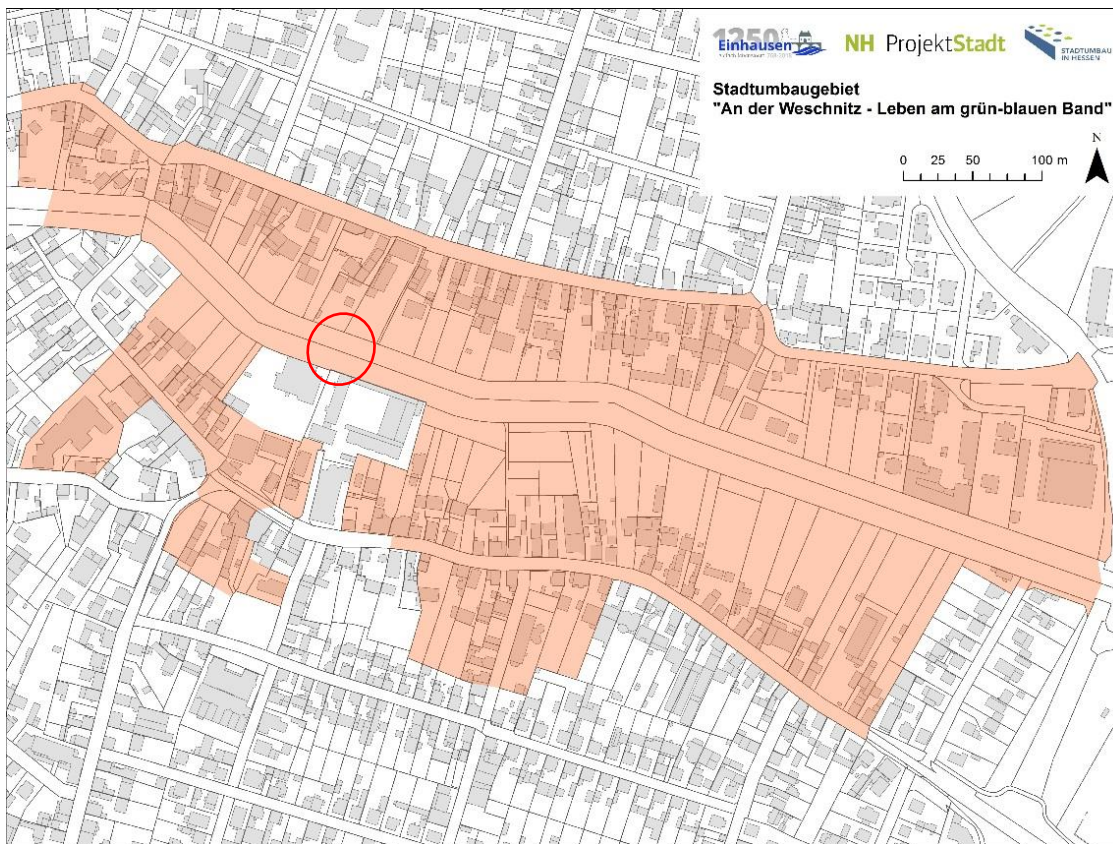 1250
Einhausen
NH ProjektStadt
STADTUMBAU
IN HESSEN
Stadtumbaugebiet
"An der Weschnitz - Leben am grün-blauen Band"
N
0 25 50 100 m